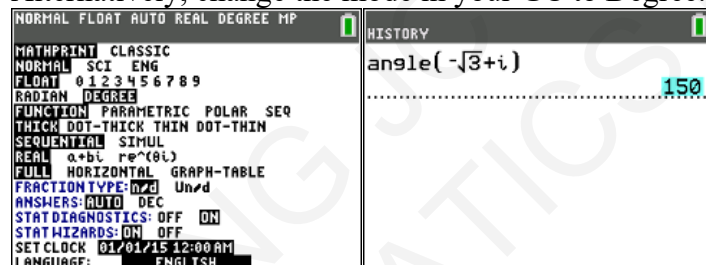 Alternatively, change the mode in your GC to Degree.
NORMAL FLOAT AUTO REAL DEGREE MP
MATHPRINT CLASSIC
NORMAL SCI ENG
FLOAT 0 1 2 3 4 5 6 7 8 9
RADIAN DEGREE
FUNCTION PARAMETRIC POLAR SEQ
THICK DOT-THICK THIN DOT-THIN
SEQUENTIAL SIMUL
REAL a+bi re^(θi)
FULL HORIZONTAL GRAPH-TABLE
FRACTION TYPE: n/d Un/d
ANSWERS: AUTO DEC
STAT DIAGNOSTICS: OFF ON
STAT WIZARDS: ON OFF
SET CLOCK 01/01/15 12:00 AM
LANGUAGE: ENGLISH
HISTORY
angle(-√3+i)
150